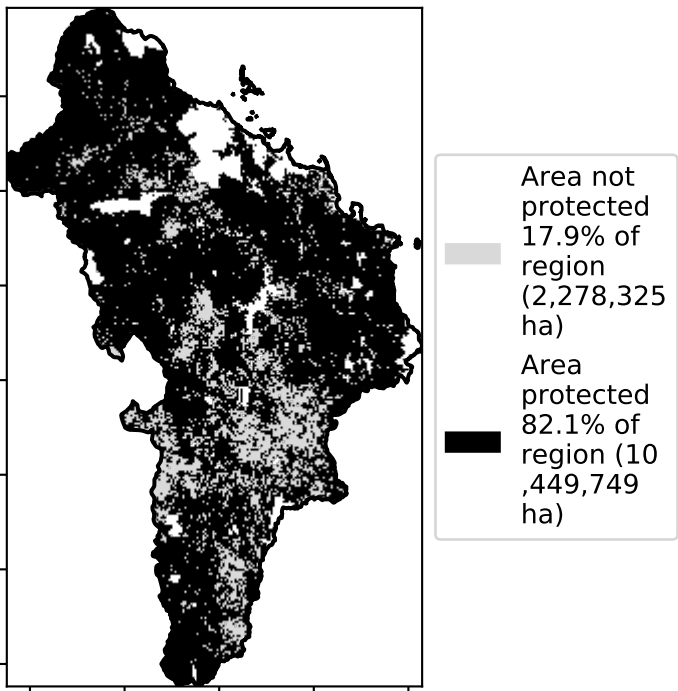 Area not
protected
17.9% of
region
(2,278,325
ha)
Area
protected
82.1% of
region (10
,449,749
ha)